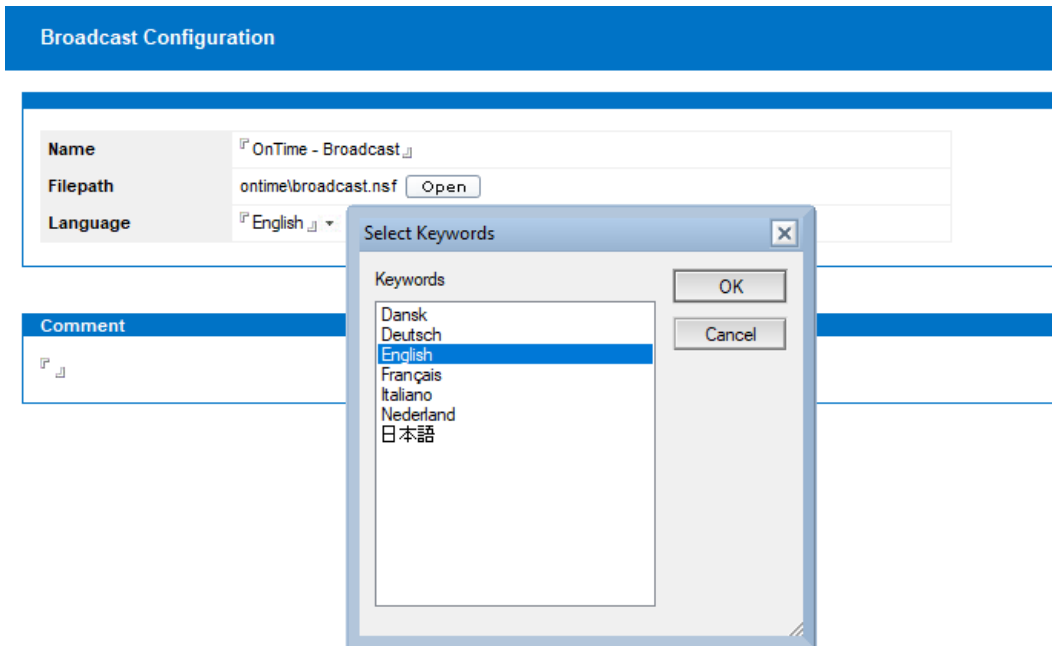 Broadcast Configuration
Name 『OnTime - Broadcast』
Filepath ontime\broadcast.nsf Open
Language 『English』
Select Keywords
Keywords
OK
Cancel
Dansk
Deutsch
English
Français
Italiano
Nederland
日本語
Comment